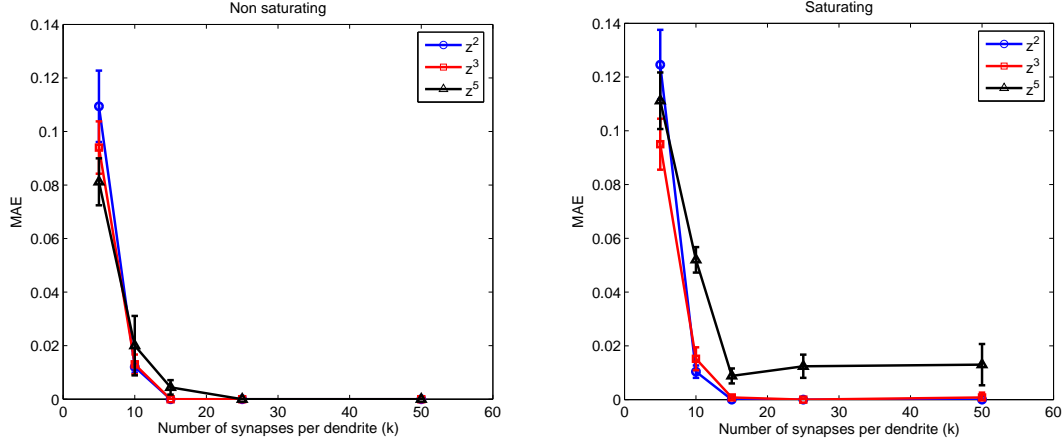 Non saturating
0.14
0.12
0.1
0.08
0.06
0.04
0.02
0
MAE
0
10
20
30
40
50
60
Number of synapses per dendrite (k)
z²
z³
z⁵
Saturating
0.14
0.12
0.1
0.08
0.06
0.04
0.02
0
MAE
0
10
20
30
40
50
60
Number of synapses per dendrite (k)
z²
z³
z⁵